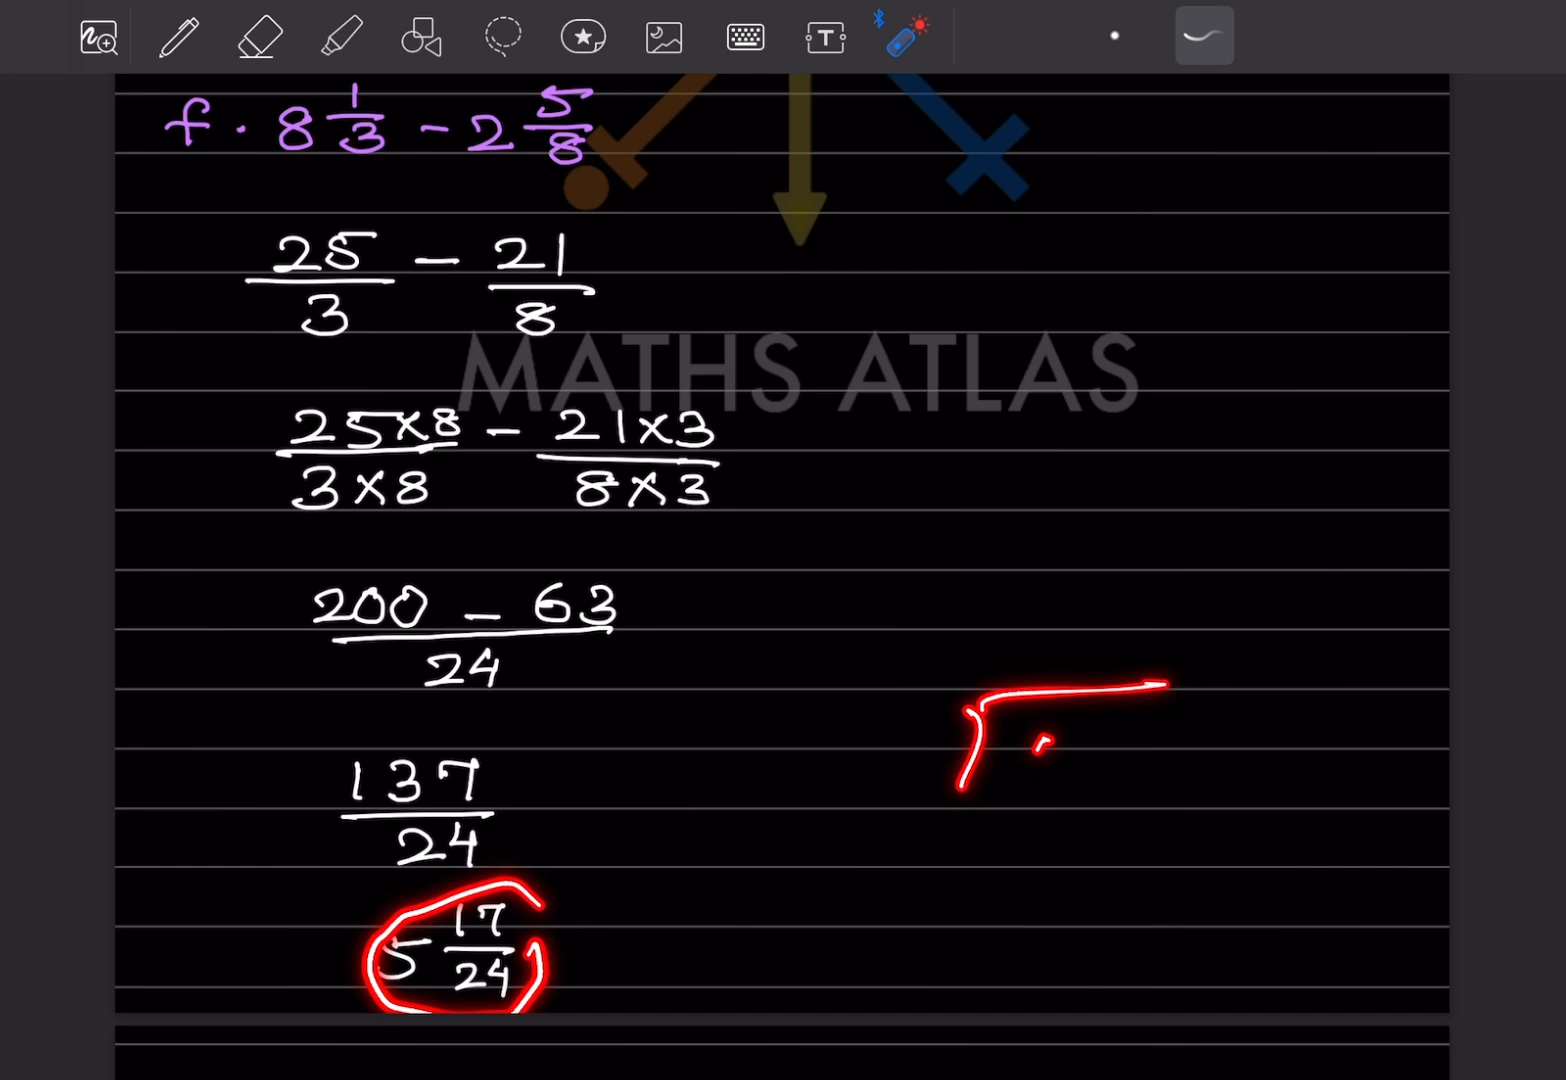 f. 8 1/3 - 2 5/8
25/3 - 21/8
MATHS ATLAS
25×8/3×8 - 21×3/8×3
200 - 63/24
137/24
5 17/24